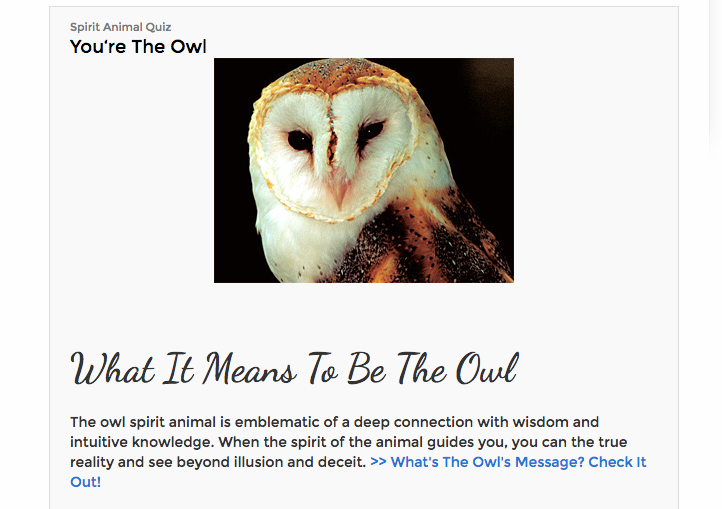 Spirit Animal Quiz
You're The Owl
What It Means To Be The Owl
The owl spirit animal is emblematic of a deep connection with wisdom and
intuitive knowledge. When the spirit of the animal guides you, you can the true
reality and see beyond illusion and deceit. >> What's The Owl's Message? Check It
Out!